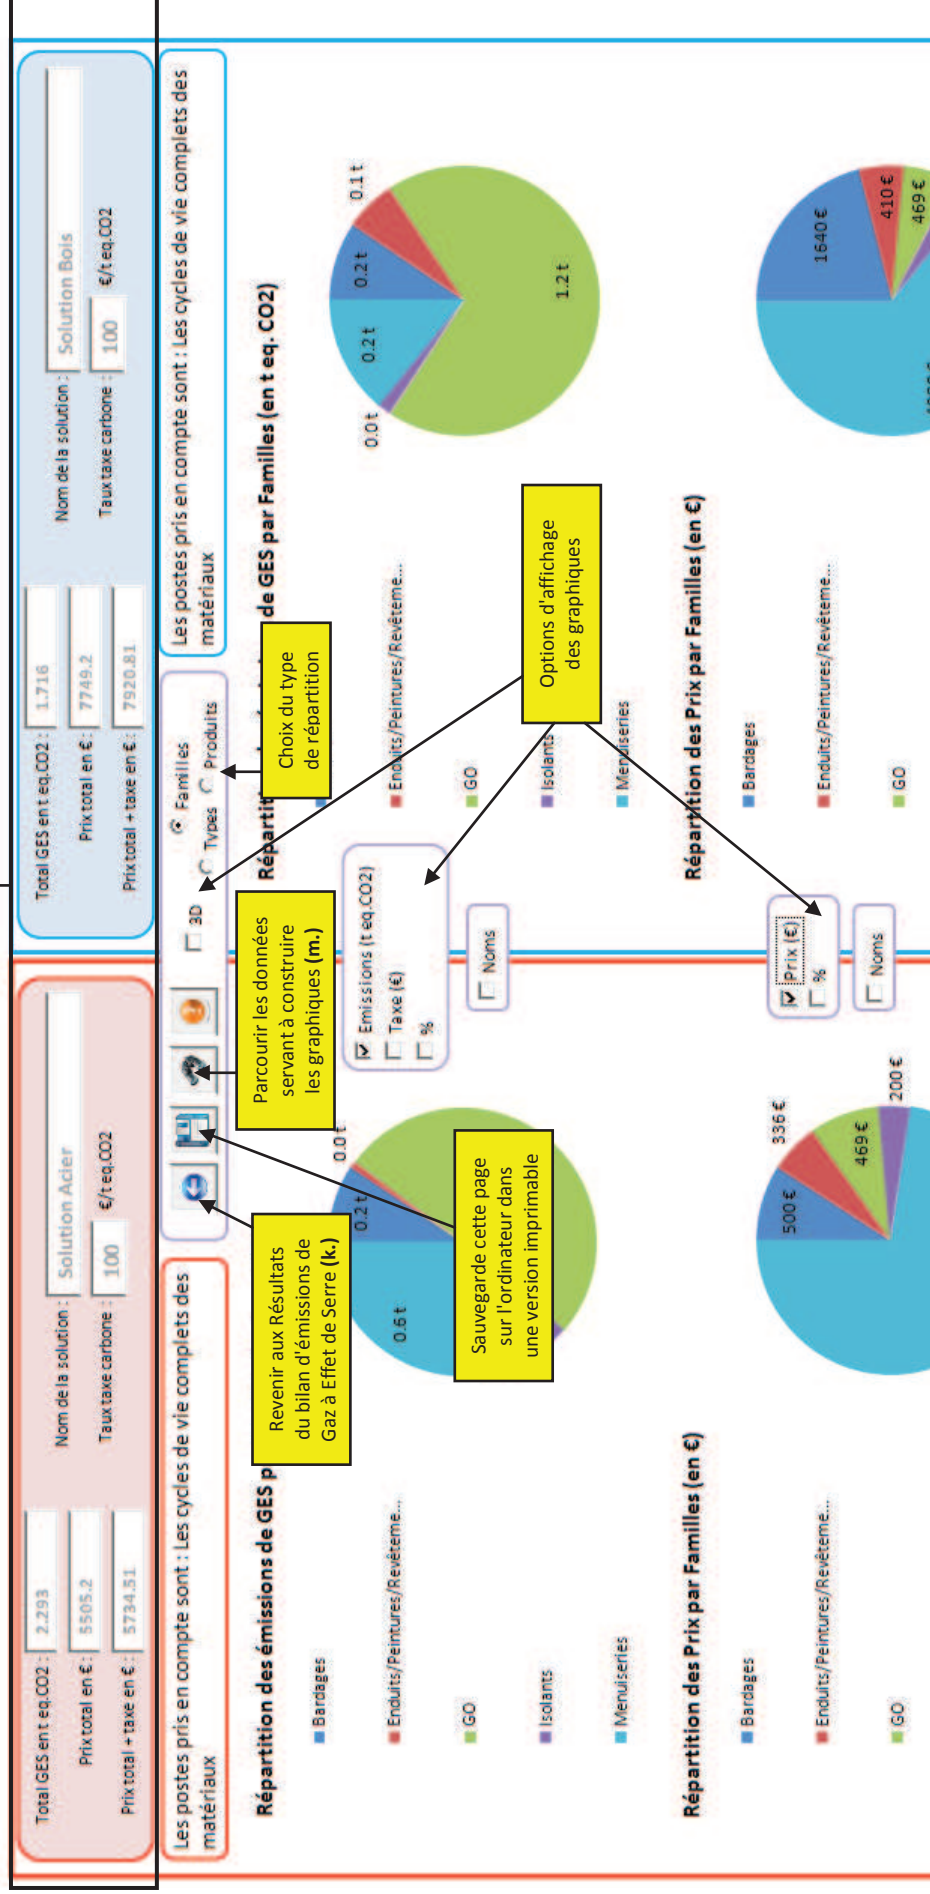 Total GES en t eq.CO2 : 2.293
Prix total en € : 5505.2
Prix total + taxe en € : 5734.51
Nom de la solution : Solution Acier
Taux taxe carbone : 100 €/t eq.CO2
Total GES en t eq.CO2 : 1.716
Prix total en € : 7749.2
Prix total + taxe en € : 7920.81
Nom de la solution : Solution Bois
Taux taxe carbone : 100 €/t eq.CO2
Les postes pris en compte sont : Les cycles de vie complets des
matériaux
3D
Familles
Types
Produits
Les postes pris en compte sont : Les cycles de vie complets des
matériaux
Revenir aux Résultats
du bilan d'émissions de
Gaz à Effet de Serre (k.)
Sauvegarde cette page
sur l'ordinateur dans
une version imprimable
Parcourir les données
servant à construire
les graphiques (m.)
Choix du type
de répartition
Options d'affichage
des graphiques
Répartition des émissions de GES p
Bardages
Enduits/Peintures/Revêteme...
GO
Isolants
Menuiseries
0.2 t
0.0 t
0.6 t
Emissions (t eq.CO2)
Taxe (€)
%
Noms
Répartit
de GES par Familles (en t eq. CO2)
Enduits/Peintures/Revêteme...
GO
Isolants
Menuiseries
0.2 t
0.1 t
1.2 t
0.0 t
0.2 t
Répartition des Prix par Familles (en €)
Bardages
Enduits/Peintures/Revêteme...
GO
500 €
336 €
469 €
200 €
Prix (€)
%
Noms
Répartition des Prix par Familles (en €)
Bardages
Enduits/Peintures/Revêteme...
GO
1640 €
410 €
469 €